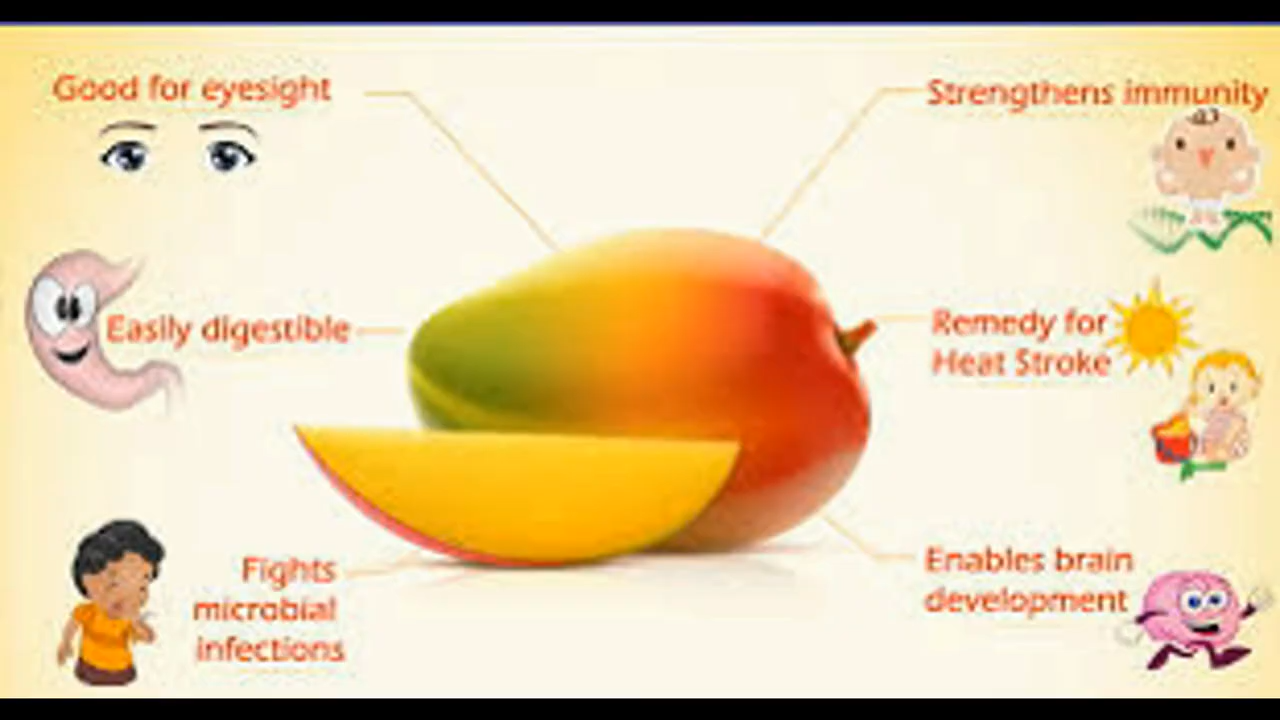 Good for eyesight
Strengthens immunity
Easily digestible
Remedy for
Heat Stroke
Fights
microbial
infections
Enables brain
development